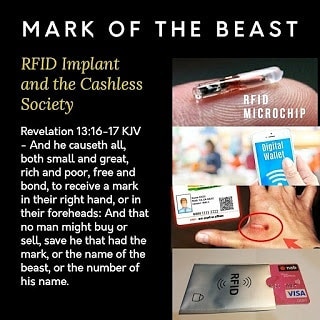 MARK OF THE BEAST
RFID Implant
and the Cashless
Society
Revelation 13:16-17 KJV
- And he causeth all,
both small and great,
rich and poor, free and
bond, to receive a mark
in their right hand, or in
their foreheads: And that
no man might buy or
sell, save he that had the
mark, or the name of the
beast, or the number of
his name.
RFID
MICROCHIP
Digital
Wallet
RFID
nab
VISA